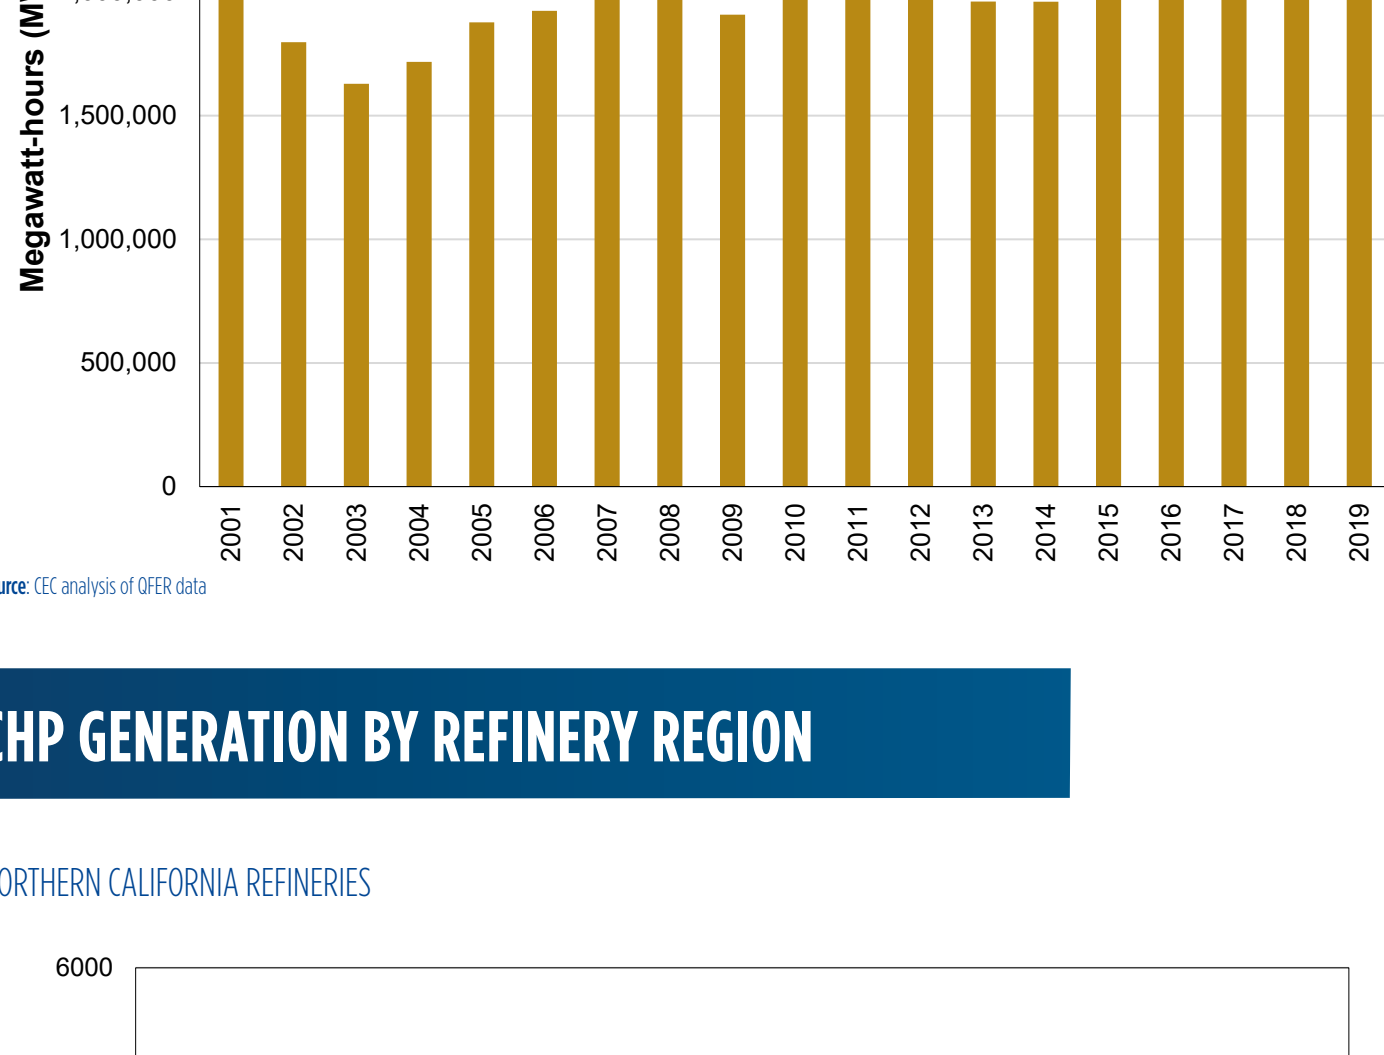 Megawatt-hours
1,500,000
1,000,000
500,000
0
2001 2002 2003 2004 2005 2006 2007 2008 2009 2010 2011 2012 2013 2014 2015 2016 2017 2018 2019
: CEC analysis of QFER data
CHP GENERATION BY REFINERY REGION
ORTHERN CALIFORNIA REFINERIES
6000